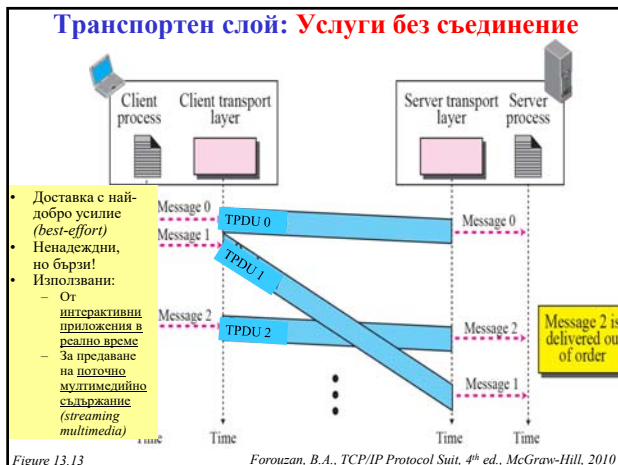 Транспортен слой: Услуги без съединение
Client
process
Client transport
layer
Server transport
layer
Server
process
• Доставка с най-
добро усилие
(best-effort)
• Ненадеждни,
но бързи!
• Използвани:
– От
интерактивни
приложения в
реално време
– За предаване
на поточно
мултимедийно
съдържание
(streaming
multimedia)
Message 0
TPDU 0
Message 0
Message 1
TPDU 1
Message 2
TPDU 2
Message 2
Message 2 is
delivered out
of order
Message 1
Time
Time
Time
Time
Figure 13.13
Forouzan, B.A., TCP/IP Protocol Suit, 4th ed., McGraw-Hill, 2010